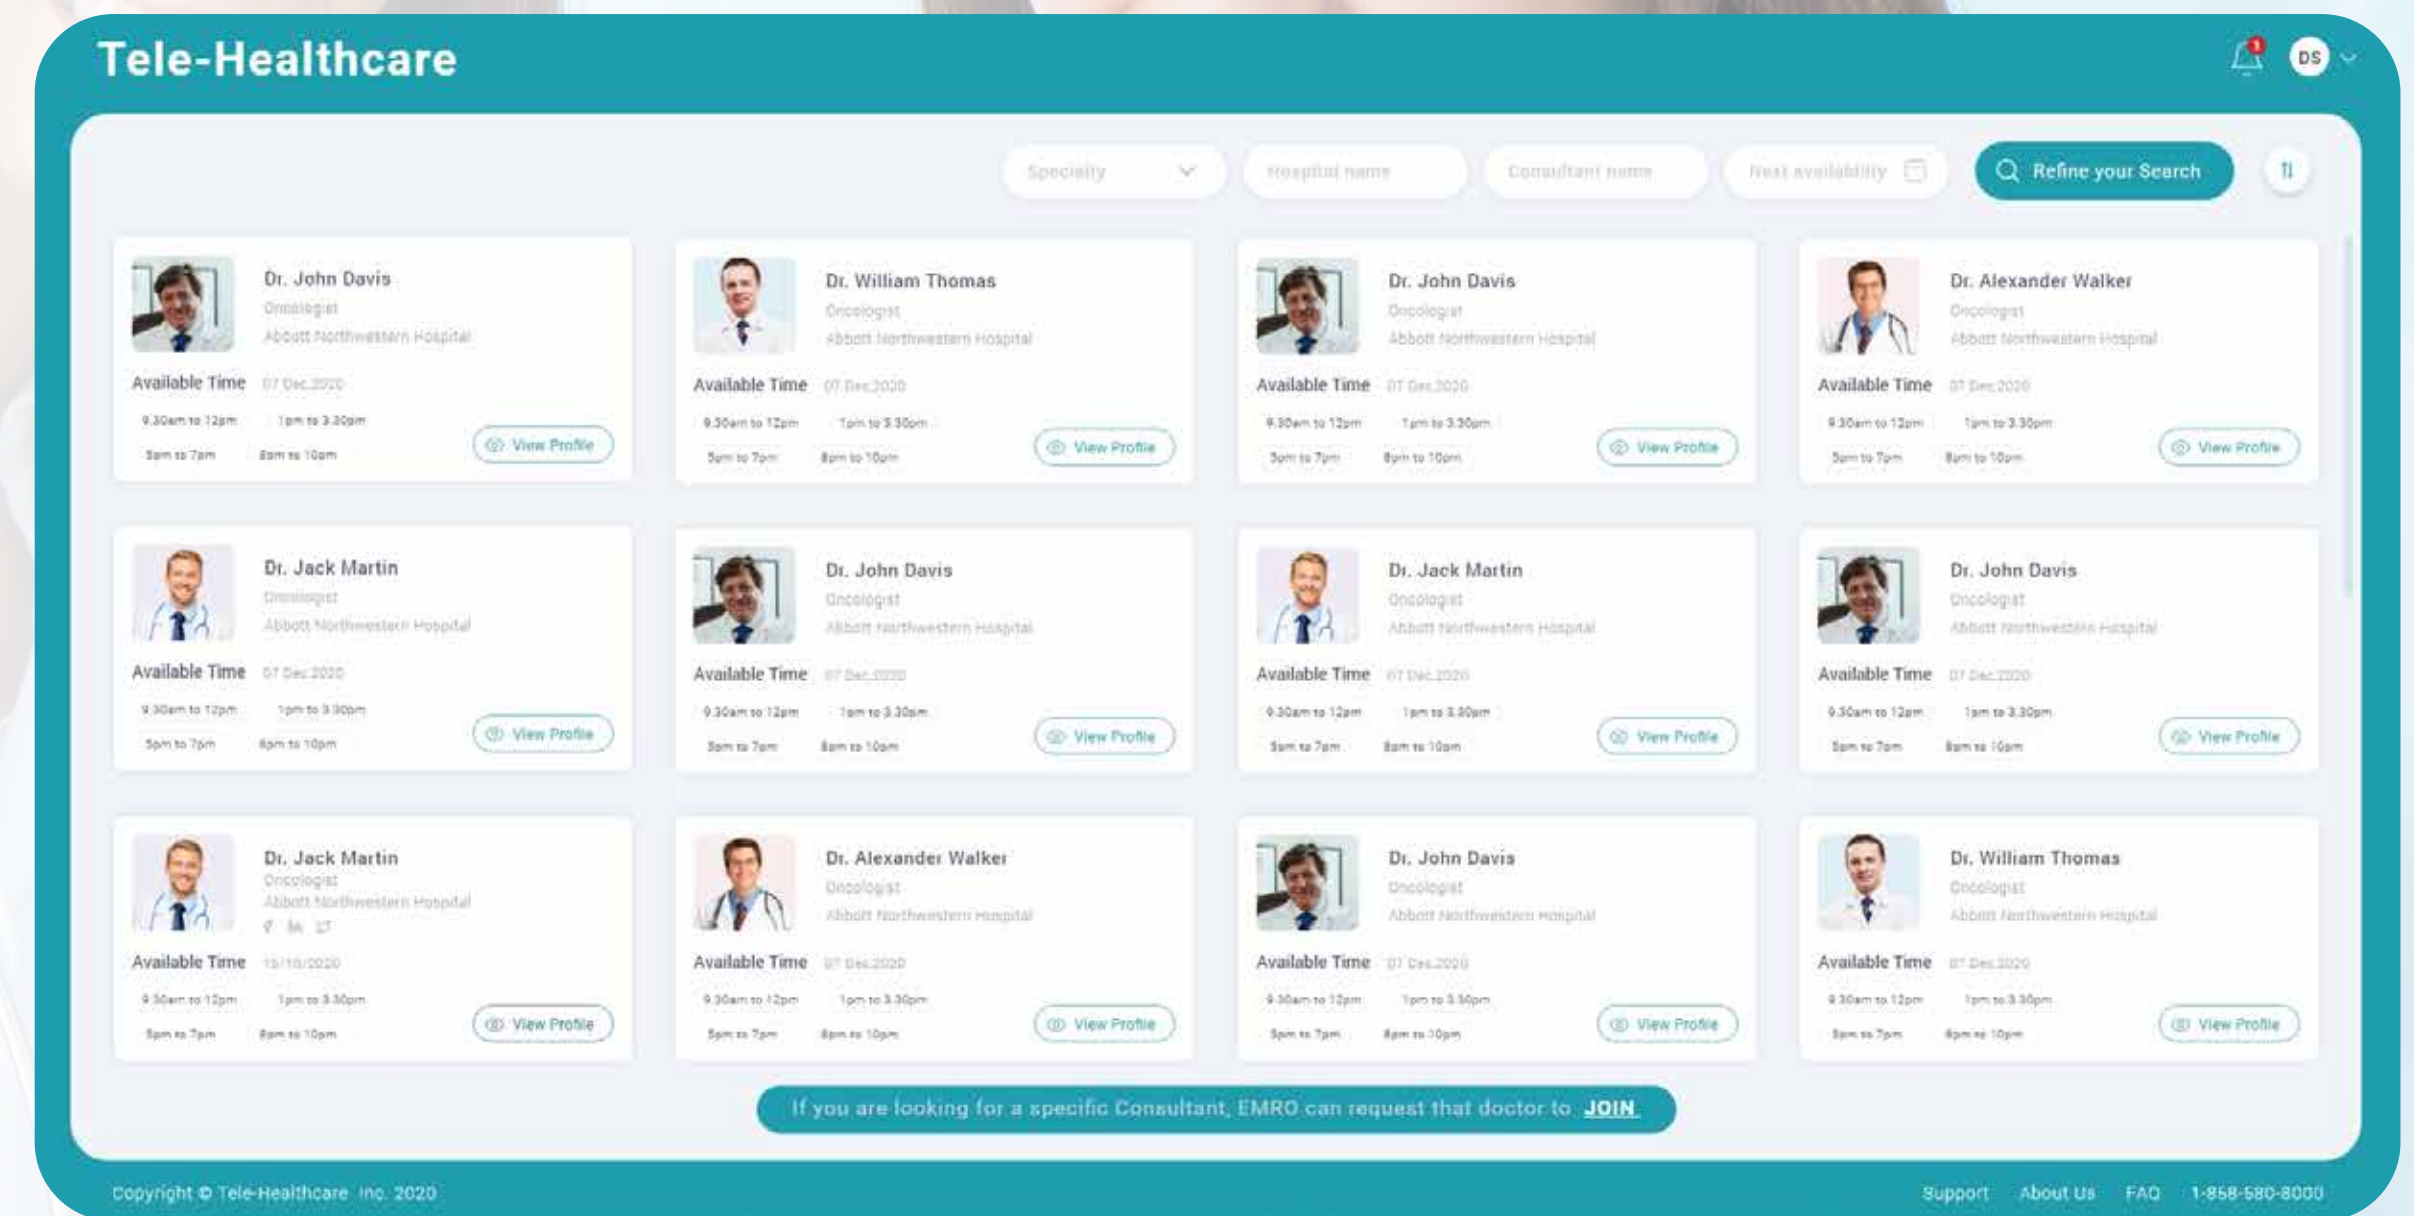 Tele-Healthcare
1
DS
Specialty
Hospital name
Consultant name
Next availability
Refine your Search
Dr. John Davis
Oncologist
Abbott Northwestern Hospital
Available Time 07 Dec,2020
9.30am to 12pm 1pm to 3.30pm
5pm to 7pm 8pm to 10pm
View Profile
Dr. William Thomas
Oncologist
Abbott Northwestern Hospital
Available Time 07 Dec,2020
9.30am to 12pm 1pm to 3.30pm
5pm to 7pm 8pm to 10pm
View Profile
Dr. John Davis
Oncologist
Abbott Northwestern Hospital
Available Time 07 Dec,2020
9.30am to 12pm 1pm to 3.30pm
5pm to 7pm 8pm to 10pm
View Profile
Dr. Alexander Walker
Oncologist
Abbott Northwestern Hospital
Available Time 07 Dec,2020
9.30am to 12pm 1pm to 3.30pm
5pm to 7pm 8pm to 10pm
View Profile
Dr. Jack Martin
Oncologist
Abbott Northwestern Hospital
Available Time 07 Dec,2020
9.30am to 12pm 1pm to 3.30pm
5pm to 7pm 8pm to 10pm
View Profile
Dr. John Davis
Oncologist
Abbott Northwestern Hospital
Available Time 07 Dec,2020
9.30am to 12pm 1pm to 3.30pm
5pm to 7pm 8pm to 10pm
View Profile
Dr. Jack Martin
Oncologist
Abbott Northwestern Hospital
Available Time 07 Dec,2020
9.30am to 12pm 1pm to 3.30pm
5pm to 7pm 8pm to 10pm
View Profile
Dr. John Davis
Oncologist
Abbott Northwestern Hospital
Available Time 07 Dec,2020
9.30am to 12pm 1pm to 3.30pm
5pm to 7pm 8pm to 10pm
View Profile
Dr. Jack Martin
Oncologist
Abbott Northwestern Hospital
Available Time
9.30am to 12pm 1pm to 3.30pm
5pm to 7pm 8pm to 10pm
View Profile
Dr. Alexander Walker
Oncologist
Abbott Northwestern Hospital
Available Time 07 Dec,2020
9.30am to 12pm 1pm to 3.30pm
5pm to 7pm 8pm to 10pm
View Profile
Dr. John Davis
Oncologist
Abbott Northwestern Hospital
Available Time 07 Dec,2020
9.30am to 12pm 1pm to 3.30pm
5pm to 7pm 8pm to 10pm
View Profile
Dr. William Thomas
Oncologist
Abbott Northwestern Hospital
Available Time 07 Dec,2020
9.30am to 12pm 1pm to 3.30pm
5pm to 7pm 8pm to 10pm
View Profile
If you are looking for a specific Consultant, EMRO can request that doctor to JOIN
Copyright © Tele-Healthcare Inc. 2020
Support About Us FAQ 1-858-580-8000